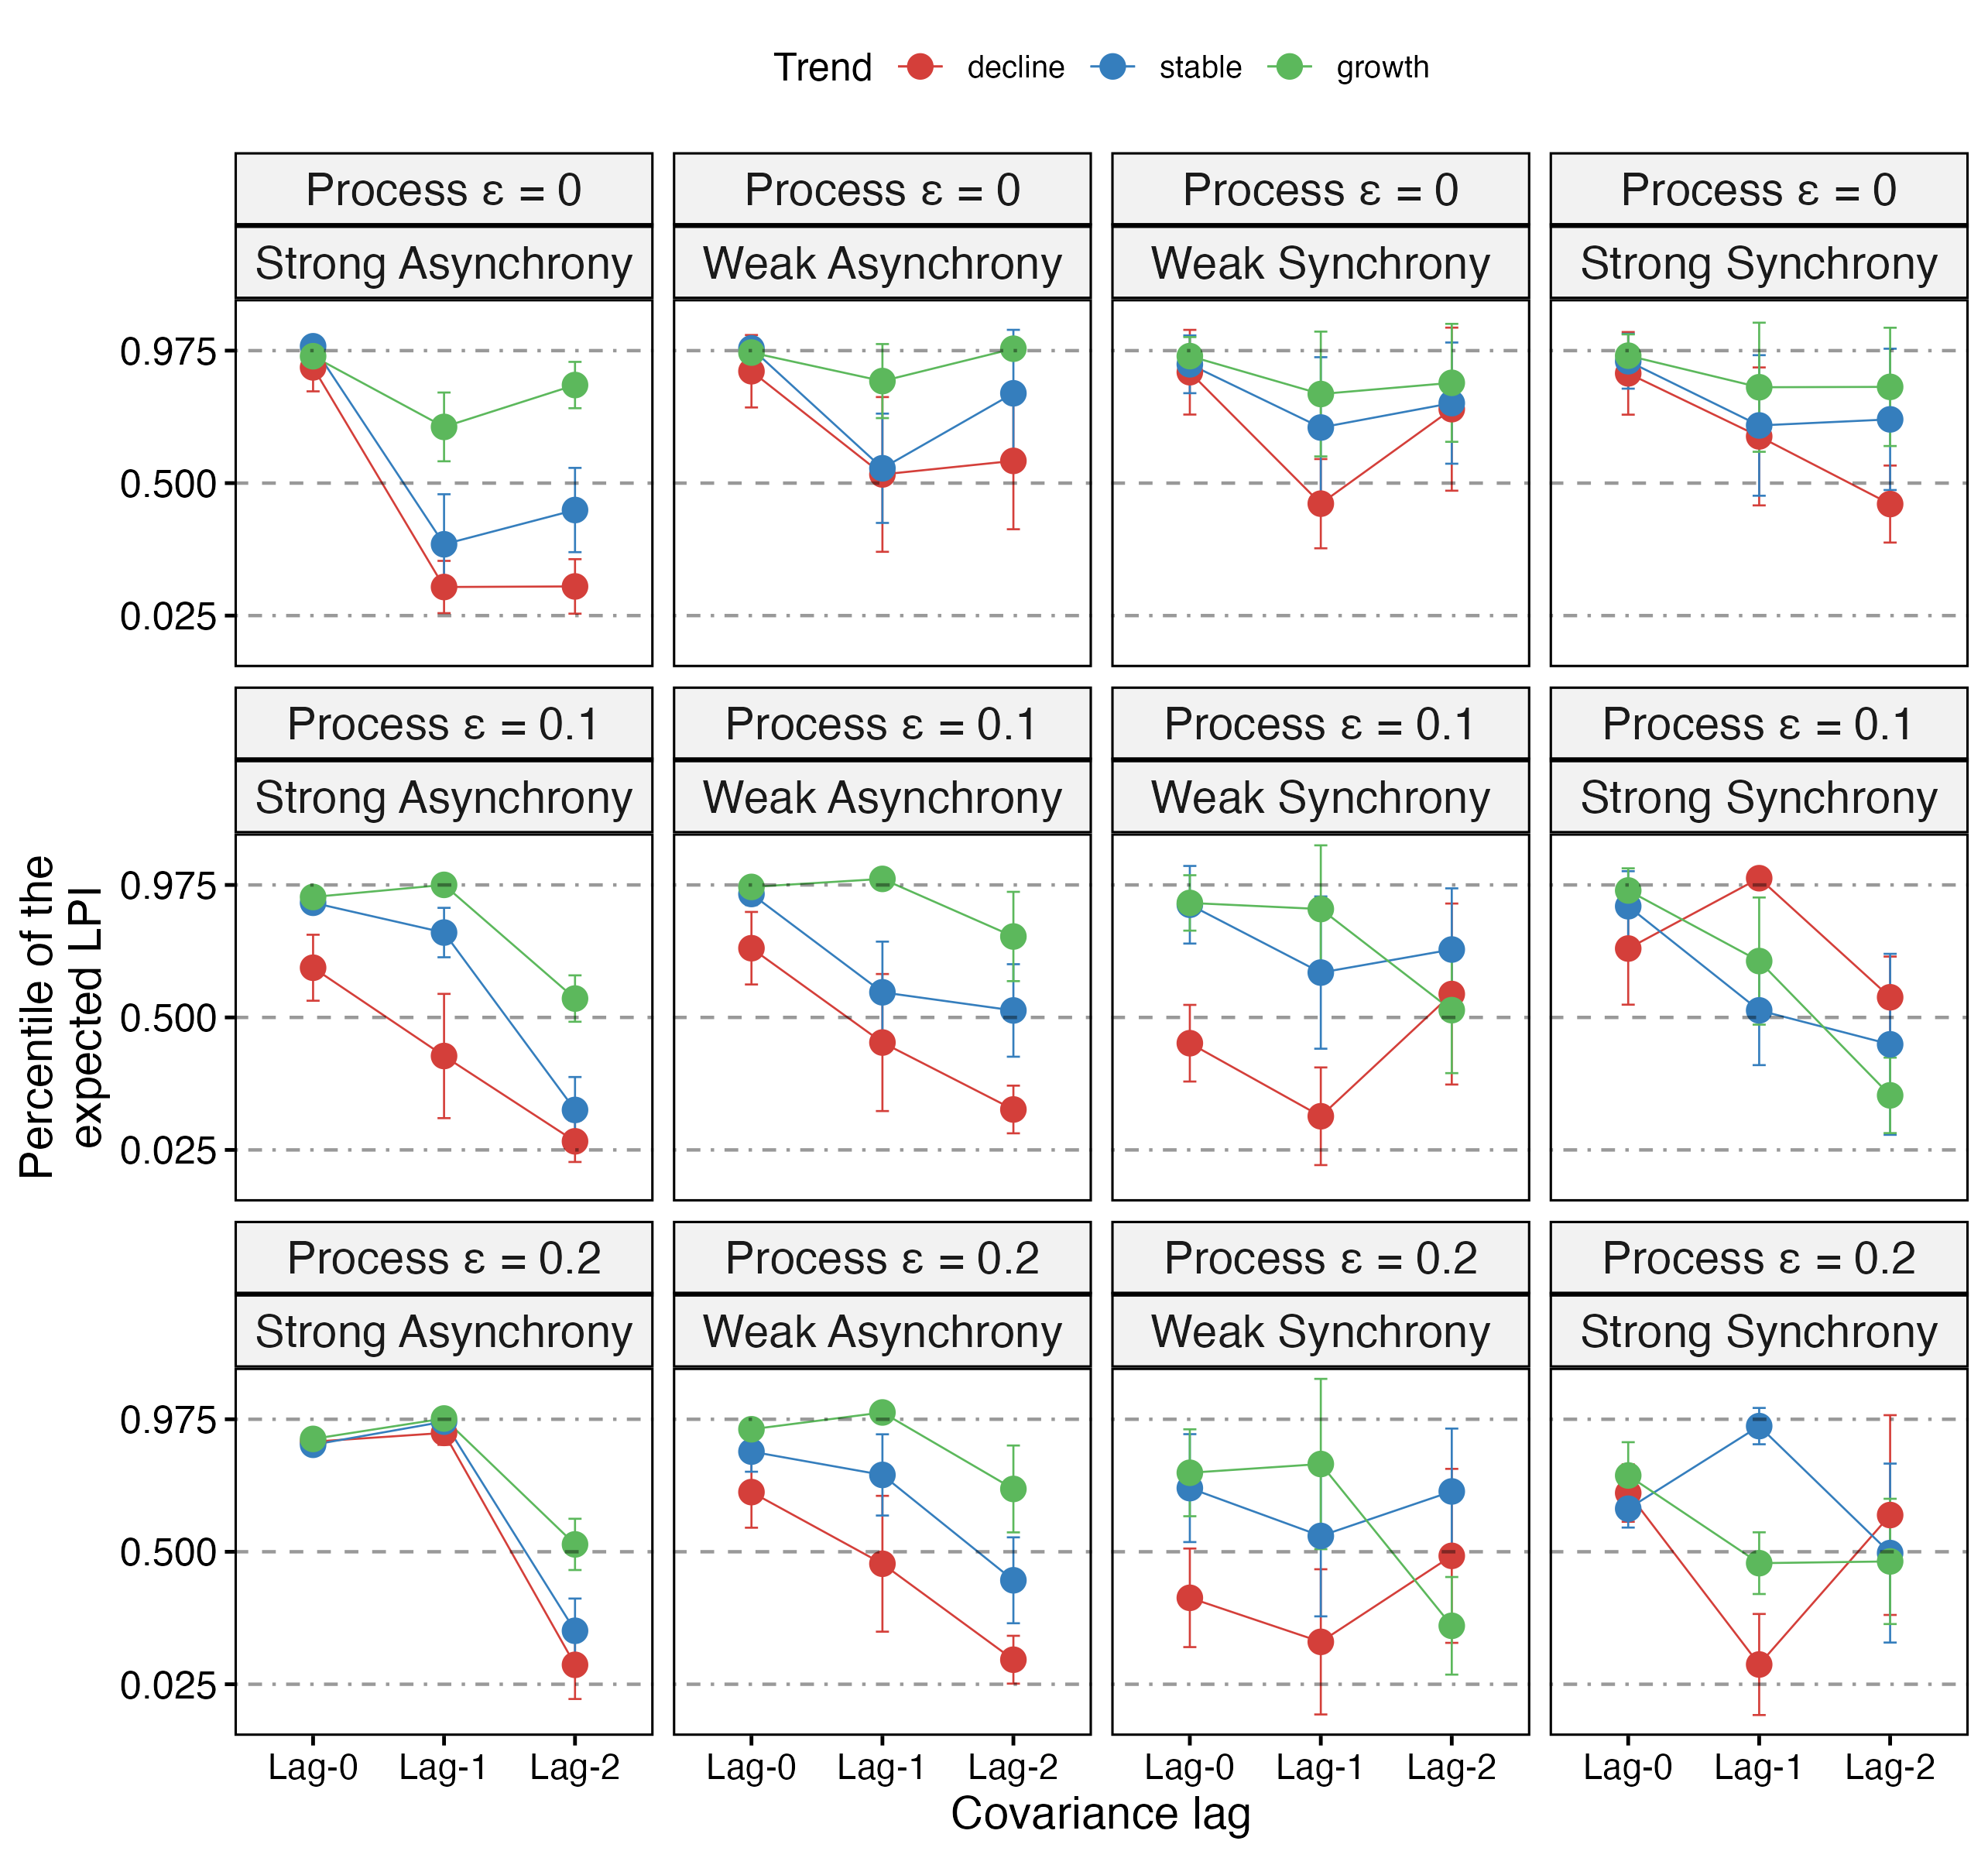 Trend decline stable growth
Process ε = 0 Process ε = 0 Process ε = 0 Process ε = 0
Strong Asynchrony Weak Asynchrony Weak Synchrony Strong Synchrony
0.975
0.500
0.025
Process ε = 0.1 Process ε = 0.1 Process ε = 0.1 Process ε = 0.1
Strong Asynchrony Weak Asynchrony Weak Synchrony Strong Synchrony
0.975
0.500
0.025
Percentile of the
expected LPI
Process ε = 0.2 Process ε = 0.2 Process ε = 0.2 Process ε = 0.2
Strong Asynchrony Weak Asynchrony Weak Synchrony Strong Synchrony
0.975
0.500
0.025
Lag-0 Lag-1 Lag-2 Lag-0 Lag-1 Lag-2 Lag-0 Lag-1 Lag-2 Lag-0 Lag-1 Lag-2
Covariance lag